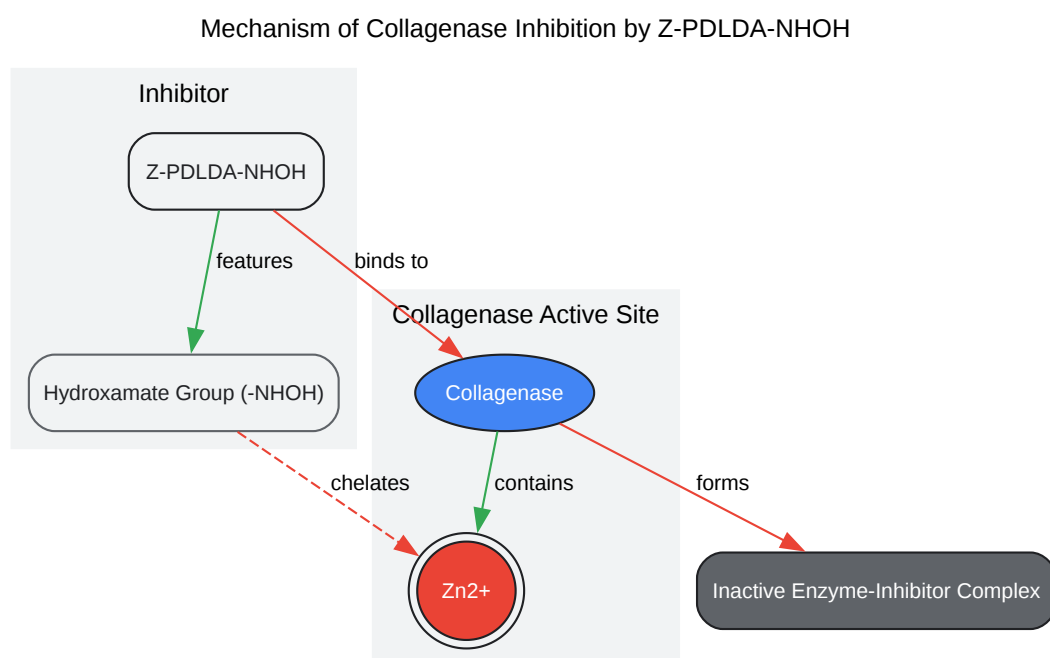 Mechanism of Collagenase Inhibition by Z-PDLDA-NHOH
Inhibitor
Z-PDLDA-NHOH
features
binds to
Collagenase Active Site
Hydroxamate Group (-NHOH)
Collagenase
chelates
contains
forms
Zn2+
Inactive Enzyme-Inhibitor Complex